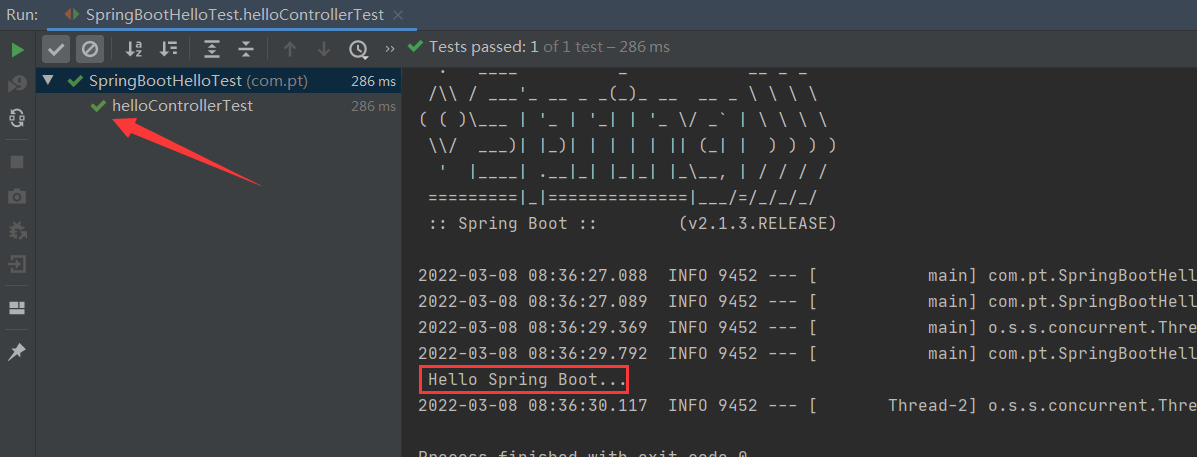 Run: SpringBootHelloTest.helloControllerTest ×
Tests passed: 1 of 1 test – 286 ms
SpringBootHelloTest (com.pt) 286 ms
helloControllerTest 286 ms
  .   ____          _            __ _ _
 /\\ / ___'_ __ _ _(_)_ __  __ _ \ \ \ \
( ( )\___ | '_ | '_| | '_ \/ _` | \ \ \ \
 \\/  ___)| |_)| | | | | || (_| |  ) ) ) )
  '  |____| .__|_| |_|_| |_\__, | / / / /
 =========|_|==============|___/=/_/_/_/
 :: Spring Boot ::        (v2.1.3.RELEASE)
2022-03-08 08:36:27.088  INFO 9452 --- [           main] com.pt.SpringBootHell
2022-03-08 08:36:27.089  INFO 9452 --- [           main] com.pt.SpringBootHell
2022-03-08 08:36:29.369  INFO 9452 --- [           main] o.s.s.concurrent.Thre
2022-03-08 08:36:29.792  INFO 9452 --- [           main] com.pt.SpringBootHell
Hello Spring Boot...
2022-03-08 08:36:30.117  INFO 9452 --- [       Thread-2] o.s.s.concurrent.Thre
Process finished with exit code 0